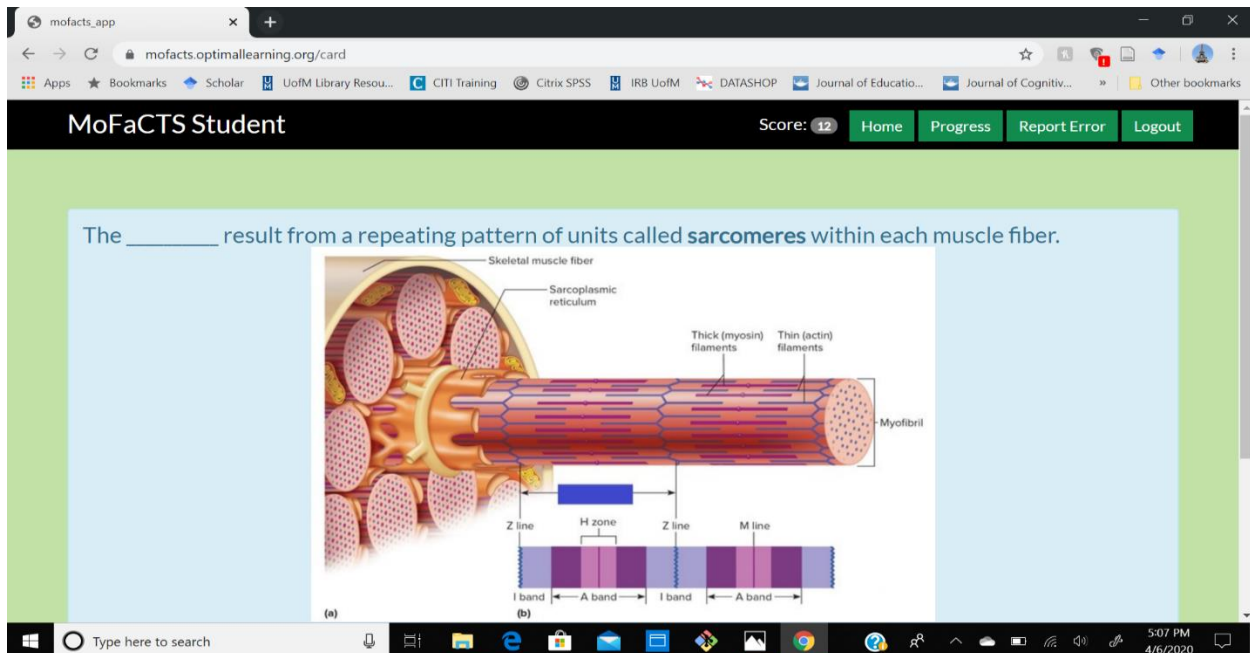 mofacts_app
mofacts.optimallearning.org/card
Apps Bookmarks Scholar UofM Library Resou... CITI Training Citrix SPSS IRB UofM DATASHOP Journal of Educatio... Journal of Cognitiv... » Other bookmarks
MoFaCTS Student Score: 12 Home Progress Report Error Logout
The ________ result from a repeating pattern of units called sarcomeres within each muscle fiber.
Skeletal muscle fiber
Sarcoplasmic
reticulum
Thick (myosin) Thin (actin)
filaments filaments
Myofibril
Z line H zone Z line M line
I band A band I band A band
(a) (b)
Type here to search
5:07 PM
4/6/2020